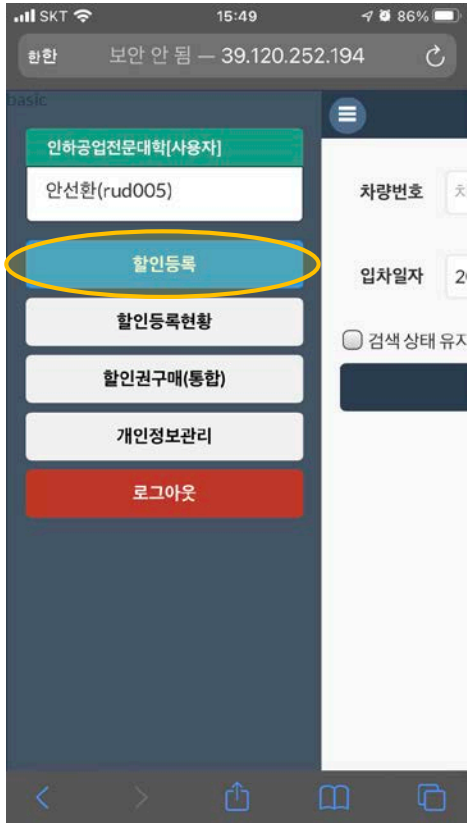 SKT 15:49 86%
한한 보안 안 됨 — 39.120.252.194
basic
인하공업전문대학[사용자]
안선환(rud005)
할인등록
할인등록현황
할인권구매(통합)
개인정보관리
로그아웃
차량번호
입차일자 20
검색 상태 유지